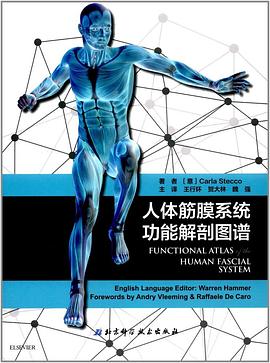 著 者 [意] Carla Stecco
主 译 王行环 贺大林 魏 强
人体筋膜系统
功能解剖图谱
FUNCTIONAL ATLAS of the
HUMAN FASCIAL
SYSTEM
English Language Editor: Warren Hammer
Forewords by Andry Vleeming & Raffaele De Caro
ELSEVIER
北京科学技术出版社